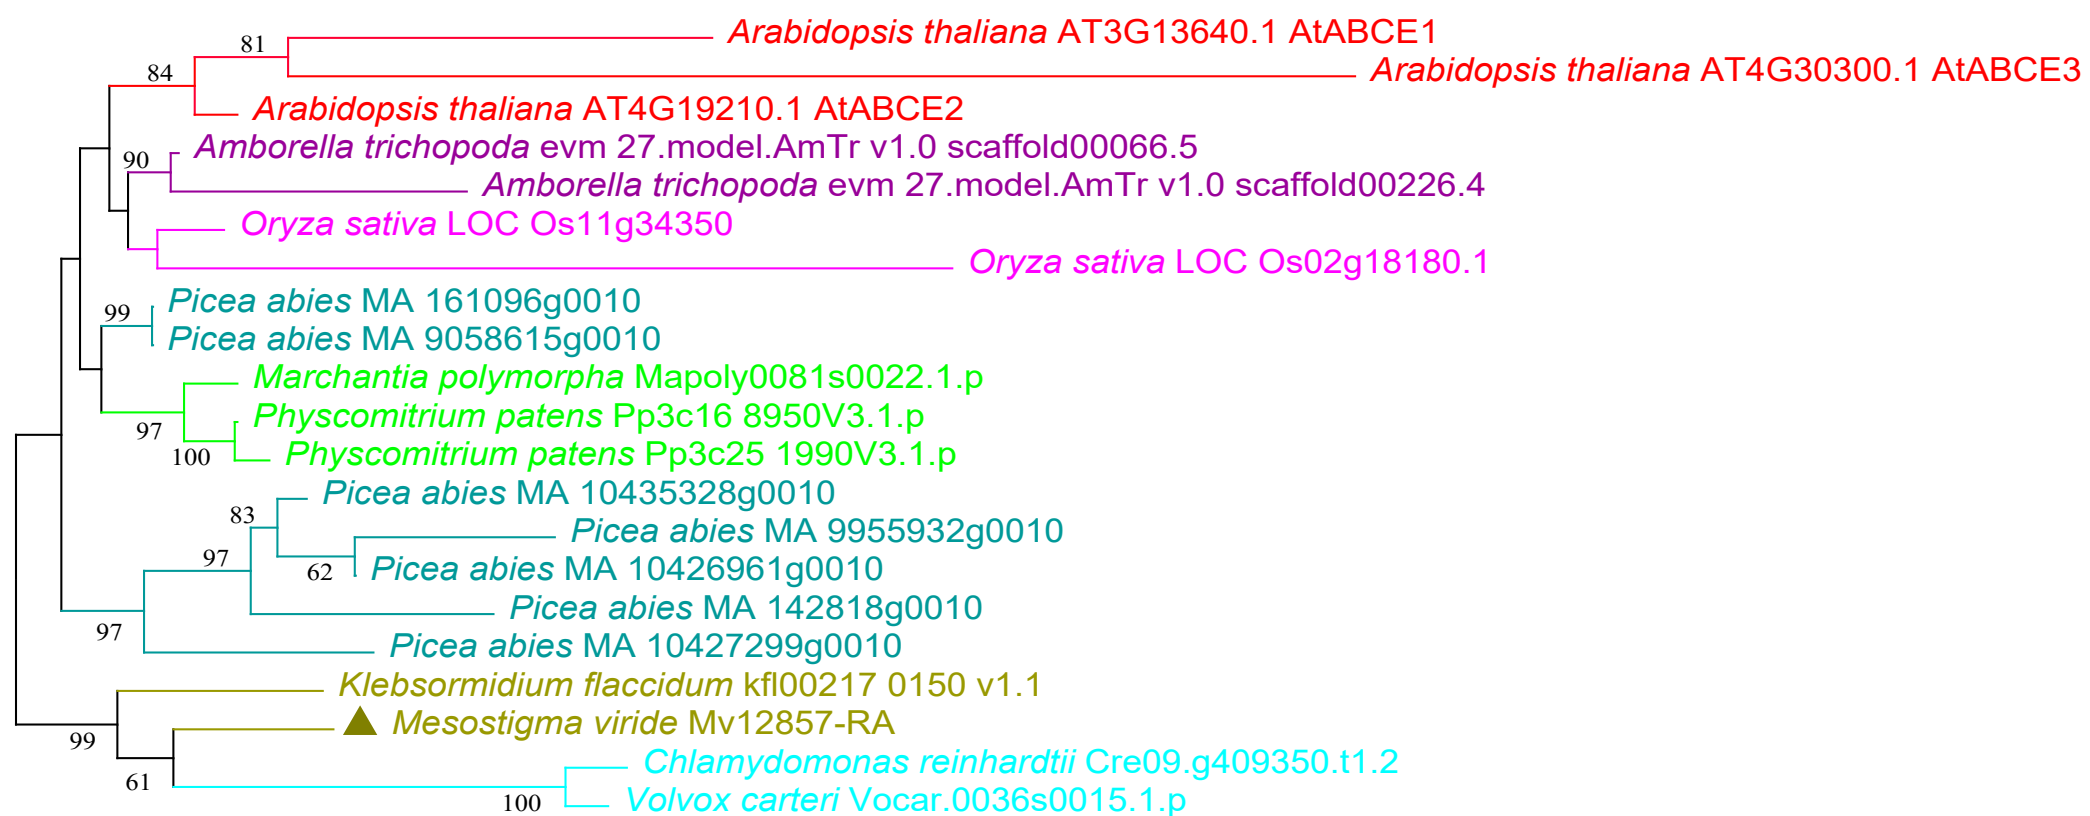 81
Arabidopsis thaliana AT3G13640.1 AtABCE1
84
Arabidopsis thaliana AT4G30300.1 AtABCE3
Arabidopsis thaliana AT4G19210.1 AtABCE2
90
Amborella trichopoda evm 27.model.AmTr v1.0 scaffold00066.5
Amborella trichopoda evm 27.model.AmTr v1.0 scaffold00226.4
Oryza sativa LOC Os11g34350
Oryza sativa LOC Os02g18180.1
99
Picea abies MA 161096g0010
Picea abies MA 9058615g0010
Marchantia polymorpha Mapoly0081s0022.1.p
97
Physcomitrium patens Pp3c16 8950V3.1.p
100
Physcomitrium patens Pp3c25 1990V3.1.p
Picea abies MA 10435328g0010
83
Picea abies MA 9955932g0010
97
62
Picea abies MA 10426961g0010
Picea abies MA 142818g0010
97
Picea abies MA 10427299g0010
Klebsormidium flaccidum kfl00217 0150 v1.1
99
Mesostigma viride Mv12857-RA
61
Chlamydomonas reinhardtii Cre09.g409350.t1.2
100
Volvox carteri Vocar.0036s0015.1.p